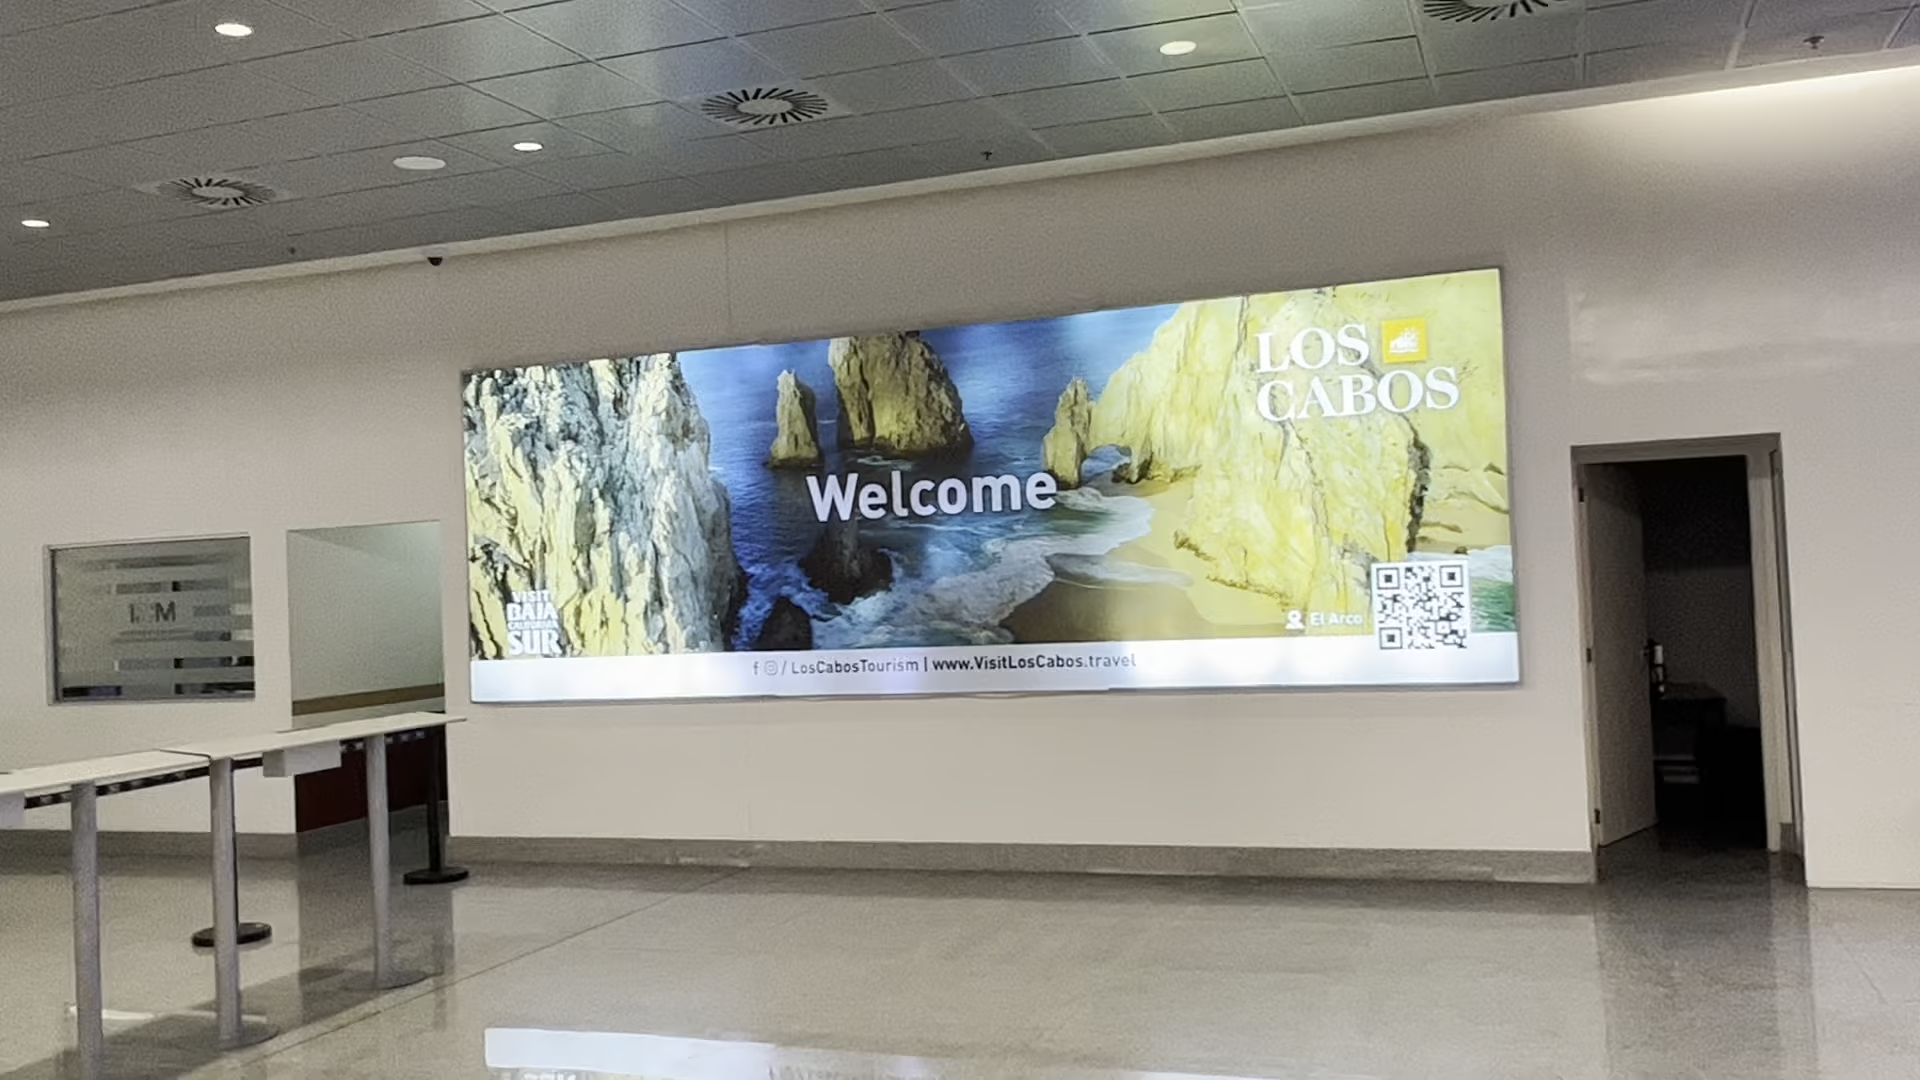 LOS
CABOS
Welcome
VISIT
BAJA
CALIFORNIA
SUR
El Arco
f / LosCabosTourism | www.VisitLosCabos.travel